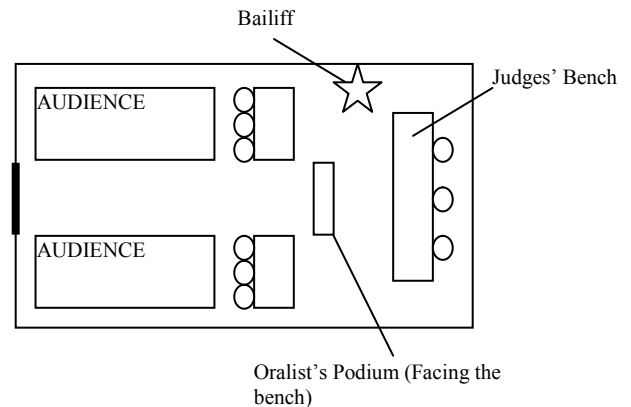 Bailiff
Judges’ Bench
AUDIENCE
AUDIENCE
Oralist’s Podium (Facing the
bench)